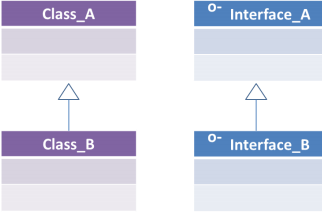 Class_A
o- Interface_A
Class_B
o- Interface_B